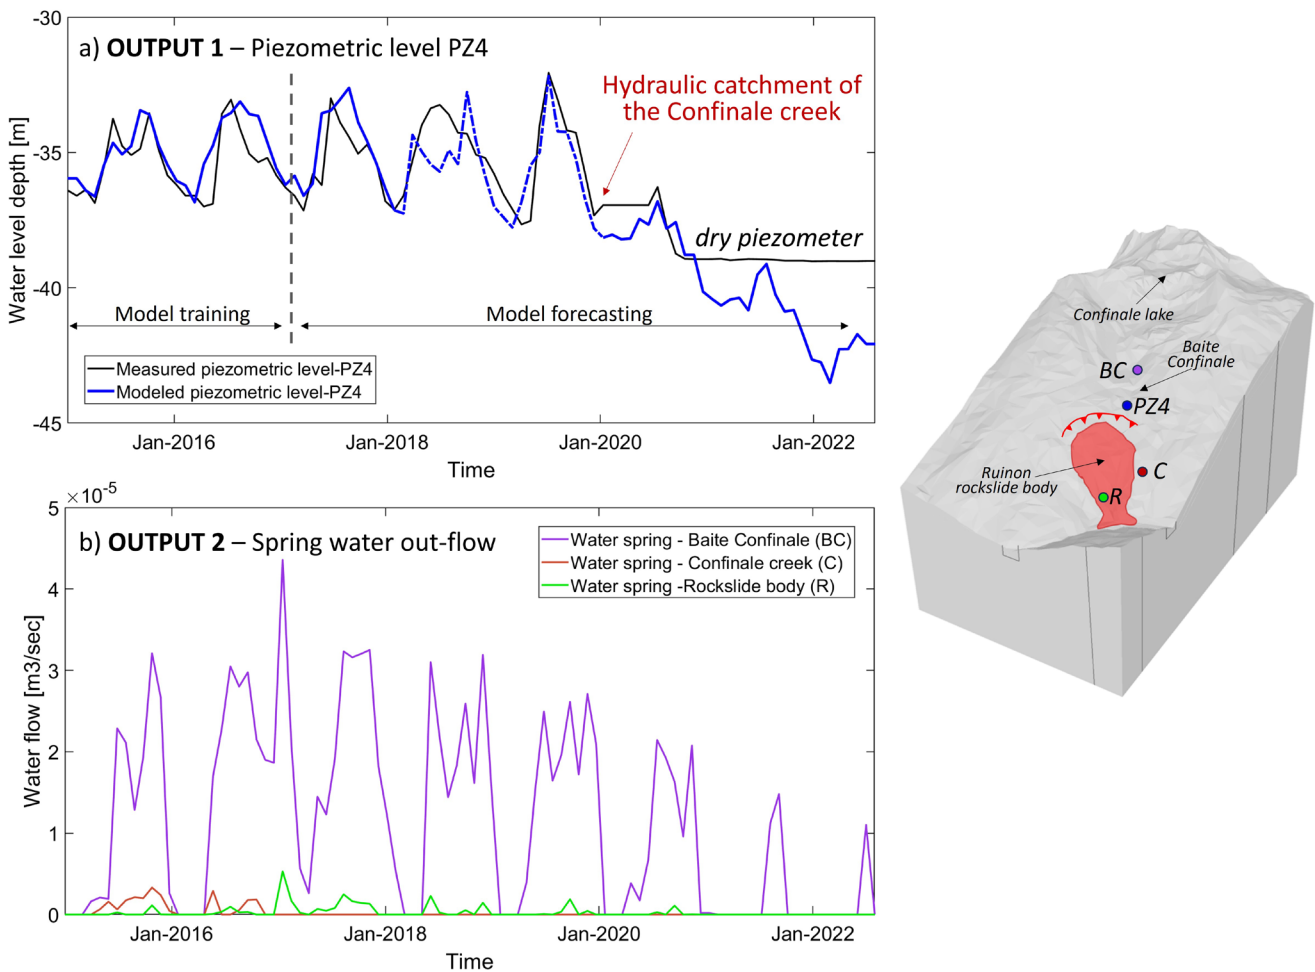 a) OUTPUT 1 – Piezometric level PZ4
-30
-35
-40
-45
Water level depth [m]
Hydraulic catchment of
the Confinale creek
dry piezometer
Model training
Model forecasting
Measured piezometric level-PZ4
Modeled piezometric level-PZ4
Jan-2016
Jan-2018
Jan-2020
Jan-2022
Time
×10-5
b) OUTPUT 2 – Spring water out-flow
5
4
3
2
1
0
Water flow [m3/sec]
Water spring - Baite Confinale (BC)
Water spring - Confinale creek (C)
Water spring -Rockslide body (R)
Jan-2016
Jan-2018
Jan-2020
Jan-2022
Time
Confinale lake
Baite
Confinale
BC
PZ4
Ruinon
rockslide body
C
R